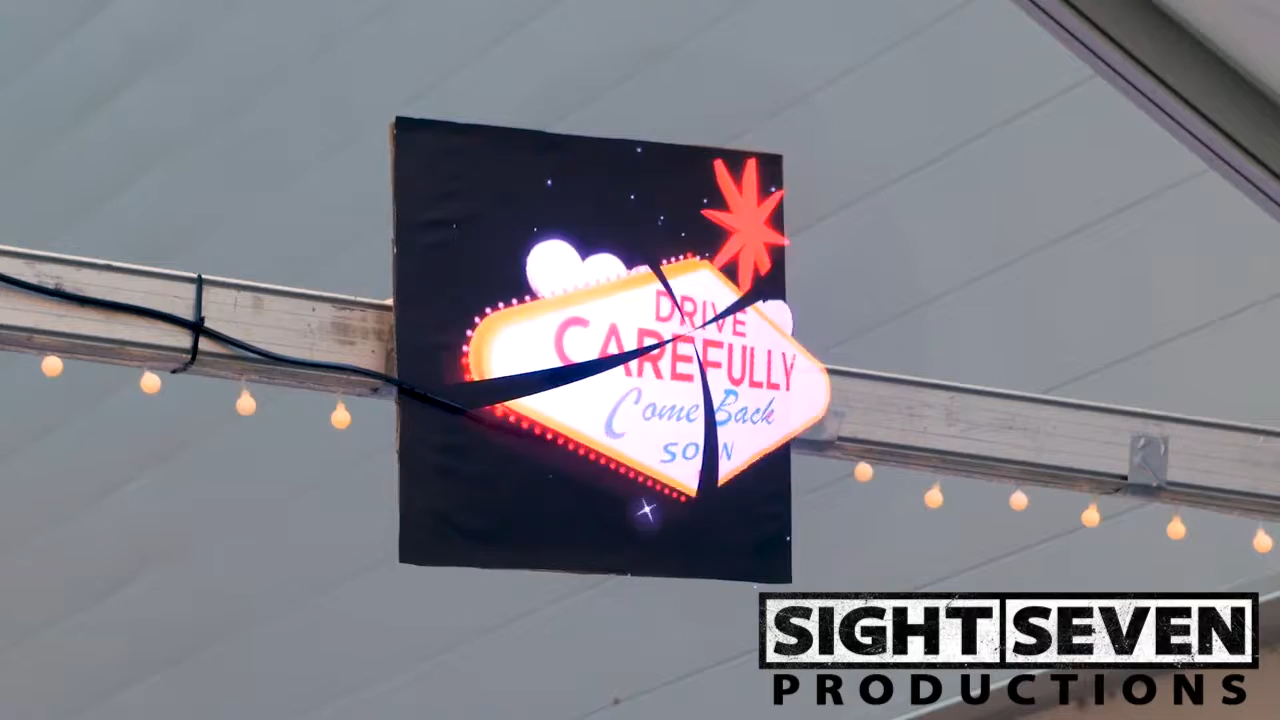 DRIVE
CAREFULLY
Come Back
SOON
SIGHT SEVEN
PRODUCTIONS